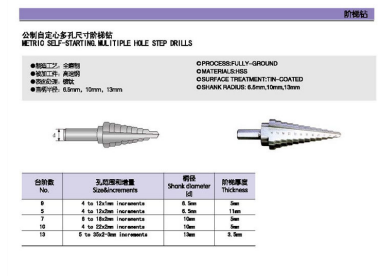 阶梯钻
公制自定心多孔尺寸阶梯钻
METRIC SELF-STARTING.MULITIPLE HOLE STEP DRILLS
●制造工艺：全磨制
●被加工件：高速钢
●表面处理：镀钛
●直柄半径：6.5mm，10mm，13mm
○PROCESS:FULLY-GROUND
○MATERIALS:HSS
○SURFACE TREATMENT:TIN-COATED
○SHANK RADIUS: 6.5mm,10mm,13mm
台阶数 孔范围和增量 柄径 阶梯厚度
No. Size&increments Shank diameter (d) Thickness
9 4 to 12x1mm increments 6.5mm 5mm
5 4 to 12x2mm increments 6.5mm 11mm
7 6 to 18x2mm increments 10mm 5mm
10 4 to 22x2mm increments 10mm 5mm
13 5 to 35x2-3mm increments 13mm 3.5mm